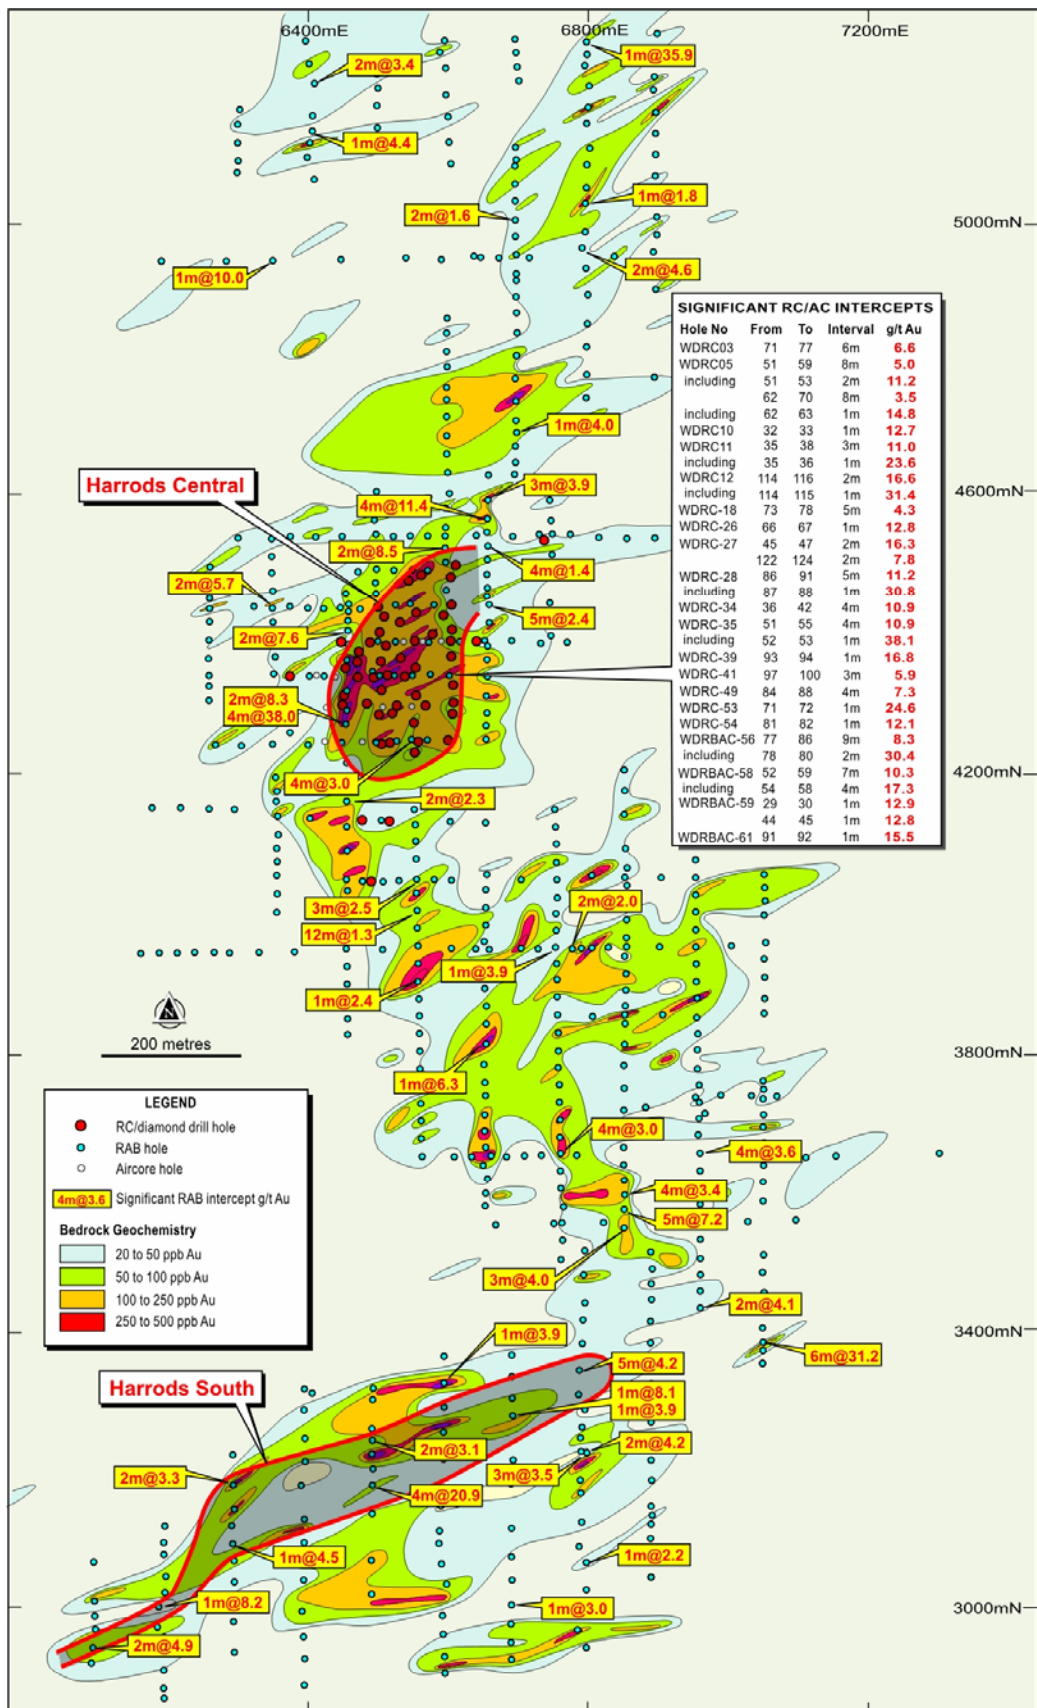 6400mE 6800mE 7200mE
1m@35.9
2m@3.4
1m@4.4
1m@1.8
2m@1.6
5000mN
2m@4.6
1m@10.0
SIGNIFICANT RC/AC INTERCEPTS
Hole No From To Interval g/t Au
WDRC03 71 77 6m 6.6
WDRC05 51 59 8m 5.0
including 51 53 2m 11.2
62 70 8m 3.5
including 62 63 1m 14.8
WDRC10 32 33 1m 12.7
WDRC11 35 38 3m 11.0
including 35 36 1m 23.6
WDRC12 114 116 2m 16.6
including 114 115 1m 31.4
WDRC-18 73 78 5m 4.3
WDRC-26 66 67 1m 12.8
WDRC-27 45 47 2m 16.3
122 124 2m 7.8
WDRC-28 86 91 5m 11.2
including 87 88 1m 30.8
WDRC-34 36 42 4m 10.9
WDRC-35 51 55 4m 10.9
including 52 53 1m 38.1
WDRC-39 93 94 1m 16.8
WDRC-41 97 100 3m 5.9
WDRC-49 84 88 4m 7.3
WDRC-53 71 72 1m 24.6
WDRC-54 81 82 1m 12.1
WDRBAC-56 77 86 9m 8.3
including 78 80 2m 30.4
WDRBAC-58 52 59 7m 10.3
including 54 58 4m 17.3
WDRBAC-59 29 30 1m 12.9
44 45 1m 12.8
WDRBAC-61 91 92 1m 15.5
1m@4.0
Harrods Central
3m@3.9
4600mN
4m@11.4
2m@8.5
4m@1.4
2m@5.7
5m@2.4
2m@7.6
2m@8.3
4m@38.0
4m@3.0
4200mN
2m@2.3
3m@2.5
2m@2.0
12m@1.3
1m@3.9
1m@2.4
N
200 metres
3800mN
1m@6.3
LEGEND
RC/diamond drill hole
RAB hole
Aircore hole
4m@3.6 Significant RAB intercept g/t Au
Bedrock Geochemistry
20 to 50 ppb Au
50 to 100 ppb Au
100 to 250 ppb Au
250 to 500 ppb Au
4m@3.0
4m@3.6
4m@3.4
5m@7.2
3m@4.0
2m@4.1
3400mN
1m@3.9
6m@31.2
5m@4.2
Harrods South
1m@8.1
1m@3.9
2m@3.1
2m@4.2
2m@3.3
3m@3.5
4m@20.9
1m@4.5
1m@2.2
1m@8.2
1m@3.0
3000mN
2m@4.9